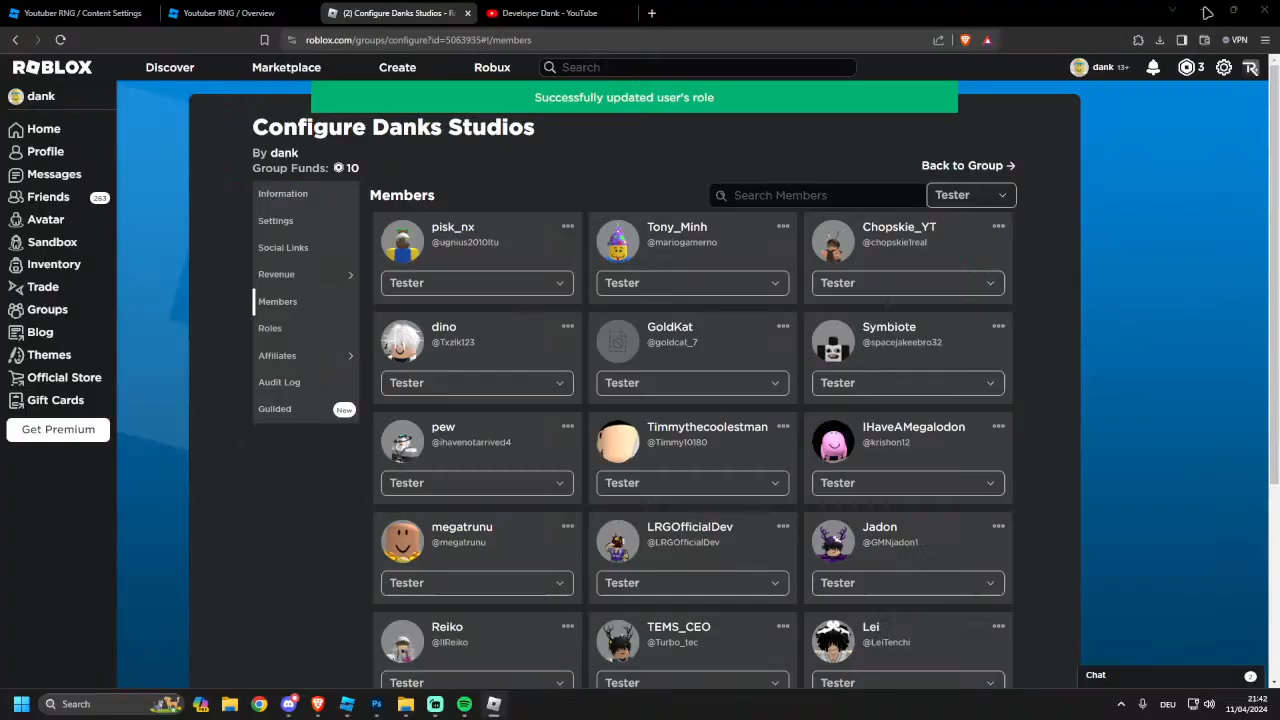 Youtuber RNG / Content Settings
Youtuber RNG / Overview
(2) Configure Danks Studios - Ro
Developer Dank - YouTube
roblox.com/groups/configure?id=5063935#!/members
VPN
ROBLOX
Discover
Marketplace
Create
Robux
Search
dank 13+
3
dank
Home
Profile
Messages
Friends 263
Avatar
Sandbox
Inventory
Trade
Groups
Blog
Themes
Official Store
Gift Cards
Get Premium
Successfully updated user's role
Configure Danks Studios
By dank
Group Funds: 10
Back to Group
Information
Settings
Social Links
Revenue
Members
Roles
Affiliates
Audit Log
Guilded New
Members
Search Members
Tester
pisk_nx
@ugnius2010ltu
Tester
Tony_Minh
@mariogamerno
Tester
Chopskie_YT
@chopskie1real
Tester
dino
@Txzlk123
Tester
GoldKat
@goldcat_7
Tester
Symbiote
@spacejakeebro32
Tester
pew
@ihavenotarrived4
Tester
Timmythecoolestman
@Timmy10180
Tester
IHaveAMegalodon
@krishon12
Tester
megatrunu
@megatrunu
Tester
LRGOfficialDev
@LRGOfficialDev
Tester
Jadon
@GMNjadon1
Tester
Reiko
@llReiko
Tester
TEMS_CEO
@Turbo_tec
Tester
Lei
@LeiTenchi
Tester
Chat 2
Search
DEU
21:42
11/04/2024